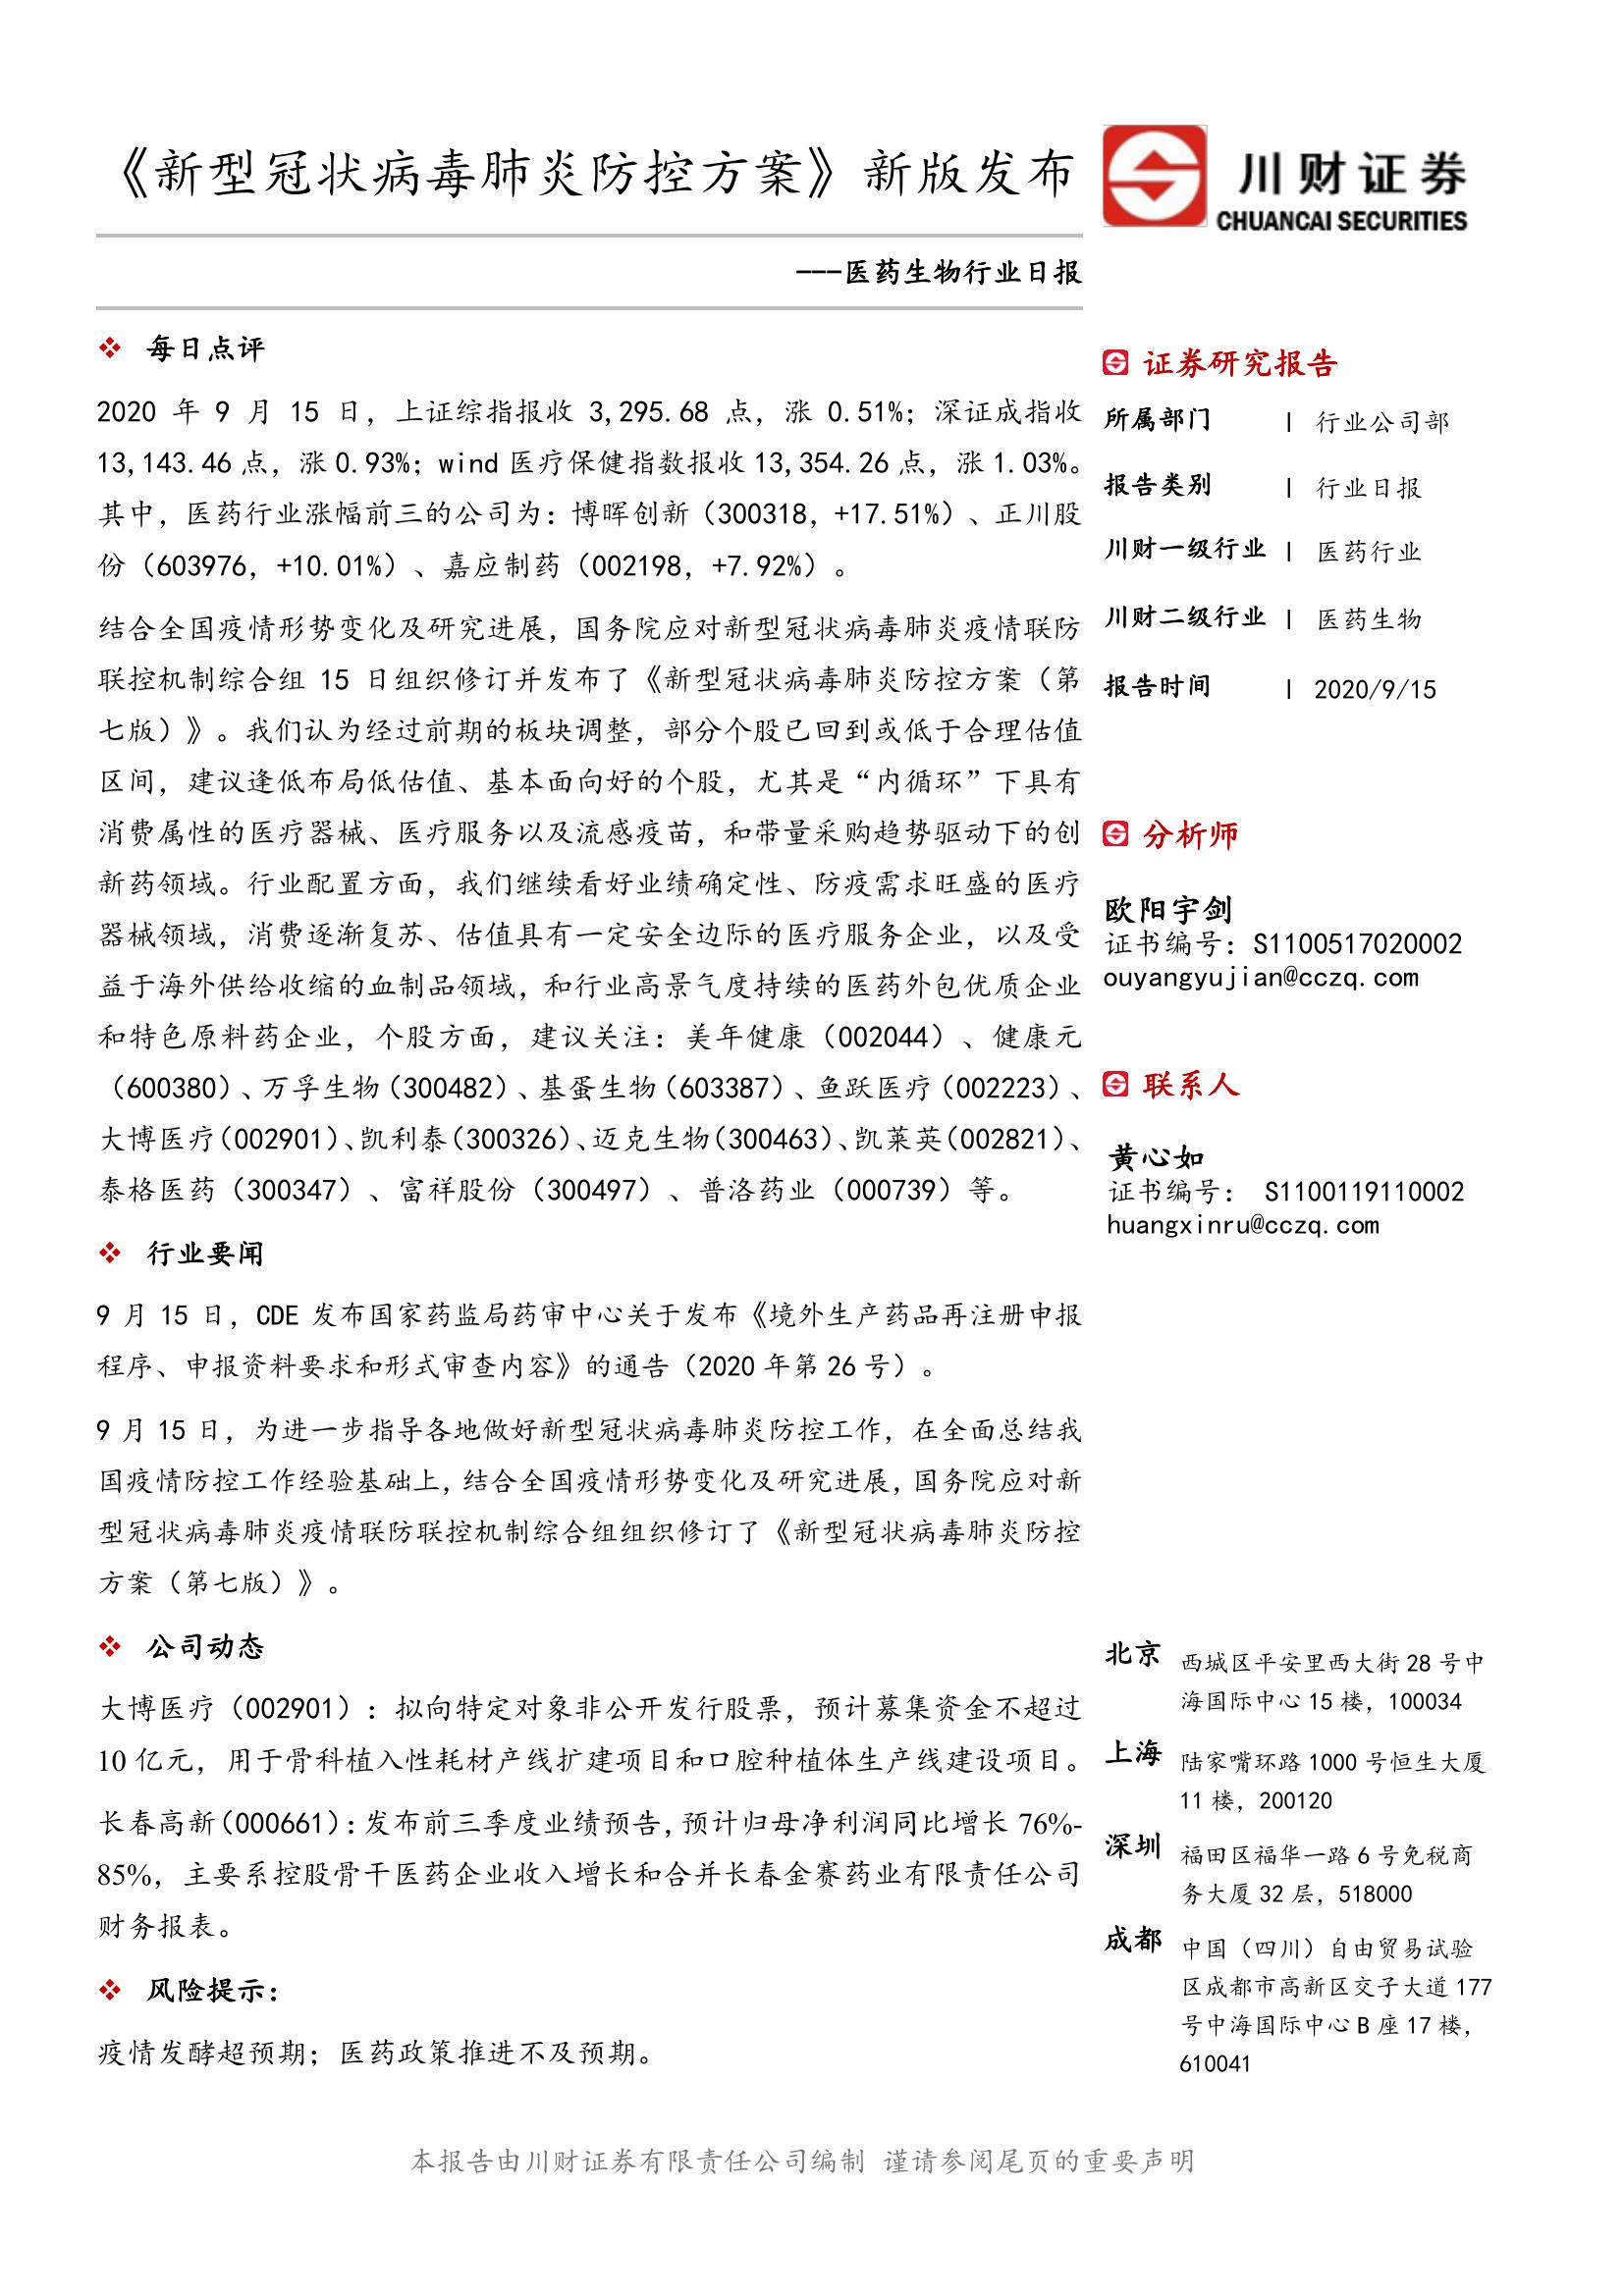 《新型冠状病毒肺炎防控方案》新版发布
川财证券
CHUANCAI SECURITIES
---医药生物行业日报
❖ 每日点评
2020 年 9 月 15 日，上证综指报收 3,295.68 点，涨 0.51%；深证成指收
13,143.46 点，涨 0.93%；wind 医疗保健指数报收 13,354.26 点，涨 1.03%。
其中，医药行业涨幅前三的公司为：博晖创新（300318，+17.51%）、正川股
份（603976，+10.01%）、嘉应制药（002198，+7.92%）。
结合全国疫情形势变化及研究进展，国务院应对新型冠状病毒肺炎疫情联防
联控机制综合组 15 日组织修订并发布了《新型冠状病毒肺炎防控方案（第
七版）》。我们认为经过前期的板块调整，部分个股已回到或低于合理估值
区间，建议逢低布局低估值、基本面向好的个股，尤其是“内循环”下具有
消费属性的医疗器械、医疗服务以及流感疫苗，和带量采购趋势驱动下的创
新药领域。行业配置方面，我们继续看好业绩确定性、防疫需求旺盛的医疗
器械领域，消费逐渐复苏、估值具有一定安全边际的医疗服务企业，以及受
益于海外供给收缩的血制品领域，和行业高景气度持续的医药外包优质企业
和特色原料药企业，个股方面，建议关注：美年健康（002044）、健康元
（600380）、万孚生物（300482）、基蛋生物（603387）、鱼跃医疗（002223）、
大博医疗（002901）、凯利泰（300326）、迈克生物（300463）、凯莱英（002821）、
泰格医药（300347）、富祥股份（300497）、普洛药业（000739）等。
❖ 行业要闻
9 月 15 日，CDE 发布国家药监局药审中心关于发布《境外生产药品再注册申报
程序、申报资料要求和形式审查内容》的通告（2020 年第 26 号）。
9 月 15 日，为进一步指导各地做好新型冠状病毒肺炎防控工作，在全面总结我
国疫情防控工作经验基础上，结合全国疫情形势变化及研究进展，国务院应对新
型冠状病毒肺炎疫情联防联控机制综合组组织修订了《新型冠状病毒肺炎防控
方案（第七版）》。
❖ 公司动态
大博医疗（002901）：拟向特定对象非公开发行股票，预计募集资金不超过
10 亿元，用于骨科植入性耗材产线扩建项目和口腔种植体生产线建设项目。
长春高新（000661）：发布前三季度业绩预告，预计归母净利润同比增长 76%-
85%，主要系控股骨干医药企业收入增长和合并长春金赛药业有限责任公司
财务报表。
❖ 风险提示：
疫情发酵超预期；医药政策推进不及预期。
证券研究报告
所属部门 | 行业公司部
报告类别 | 行业日报
川财一级行业 | 医药行业
川财二级行业 | 医药生物
报告时间 | 2020/9/15
分析师
欧阳宇剑
证书编号：S1100517020002
ouyangyujian@cczq.com
联系人
黄心如
证书编号： S1100119110002
huangxinru@cczq.com
北京 西城区平安里西大街 28 号中
海国际中心 15 楼，100034
上海 陆家嘴环路 1000 号恒生大厦
11 楼，200120
深圳 福田区福华一路 6 号免税商
务大厦 32 层，518000
成都 中国（四川）自由贸易试验
区成都市高新区交子大道 177
号中海国际中心 B 座 17 楼，
610041
本报告由川财证券有限责任公司编制 谨请参阅尾页的重要声明